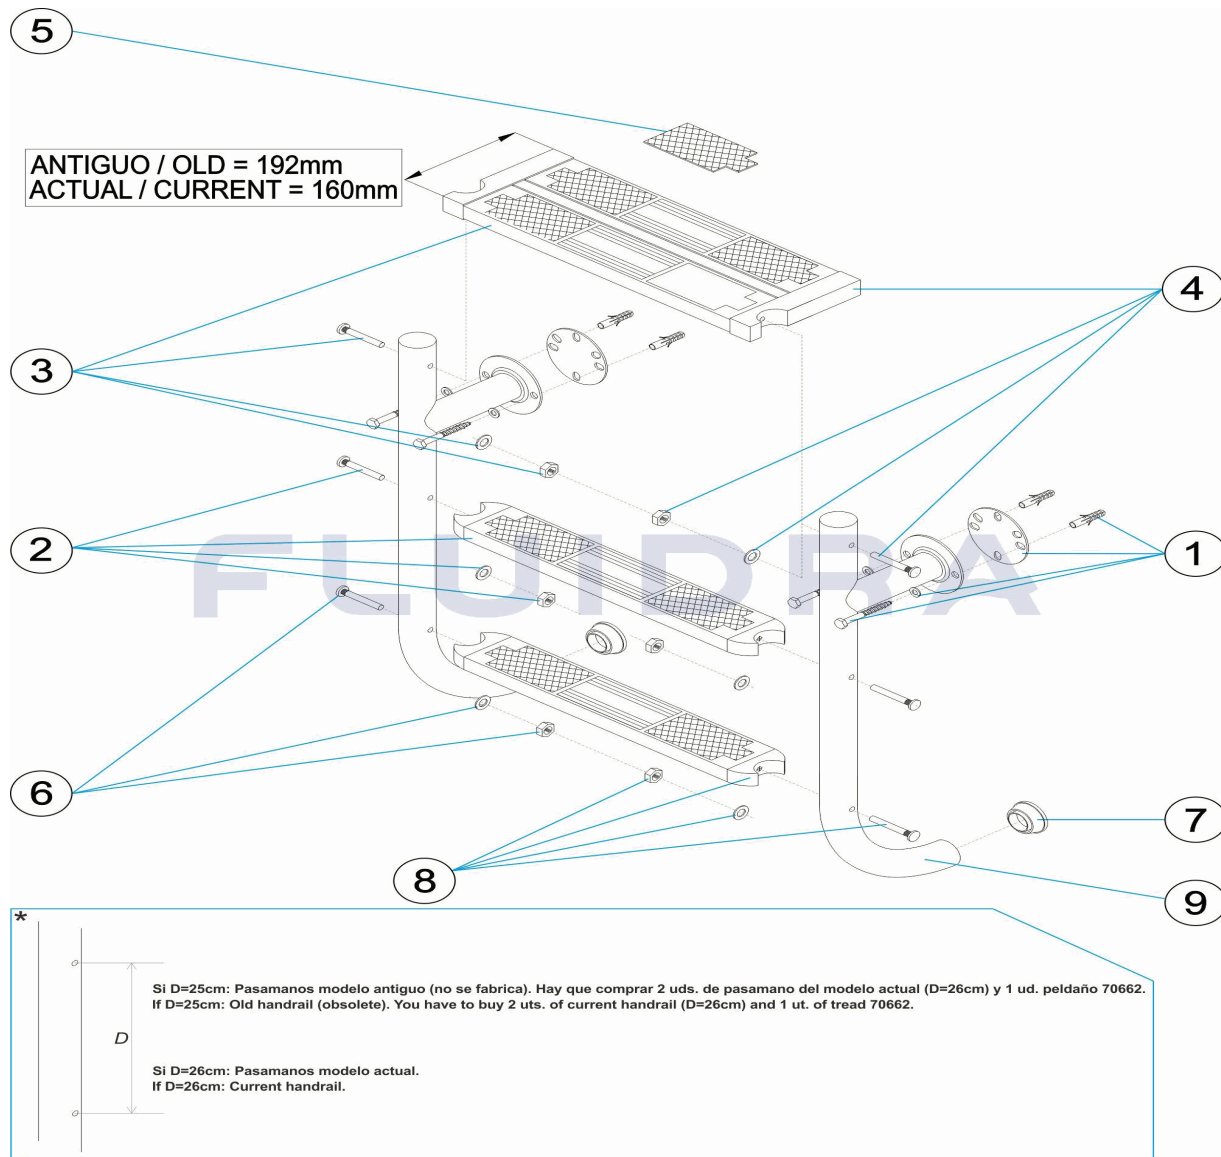 5
ANTIGUO / OLD = 192mm
ACTUAL / CURRENT = 160mm
4
3
2
1
FLUIDRA
6
7
8
9
*
Si D=25cm: Pasamanos modelo antiguo (no se fabrica). Hay que comprar 2 uds. de pasamano del modelo actual (D=26cm) y 1 ud. peldaño 70662.
If D=25cm: Old handrail (obsolete). You have to buy 2 uts. of current handrail (D=26cm) and 1 ut. of tread 70662.
D
Si D=26cm: Pasamanos modelo actual.
If D=26cm: Current handrail.